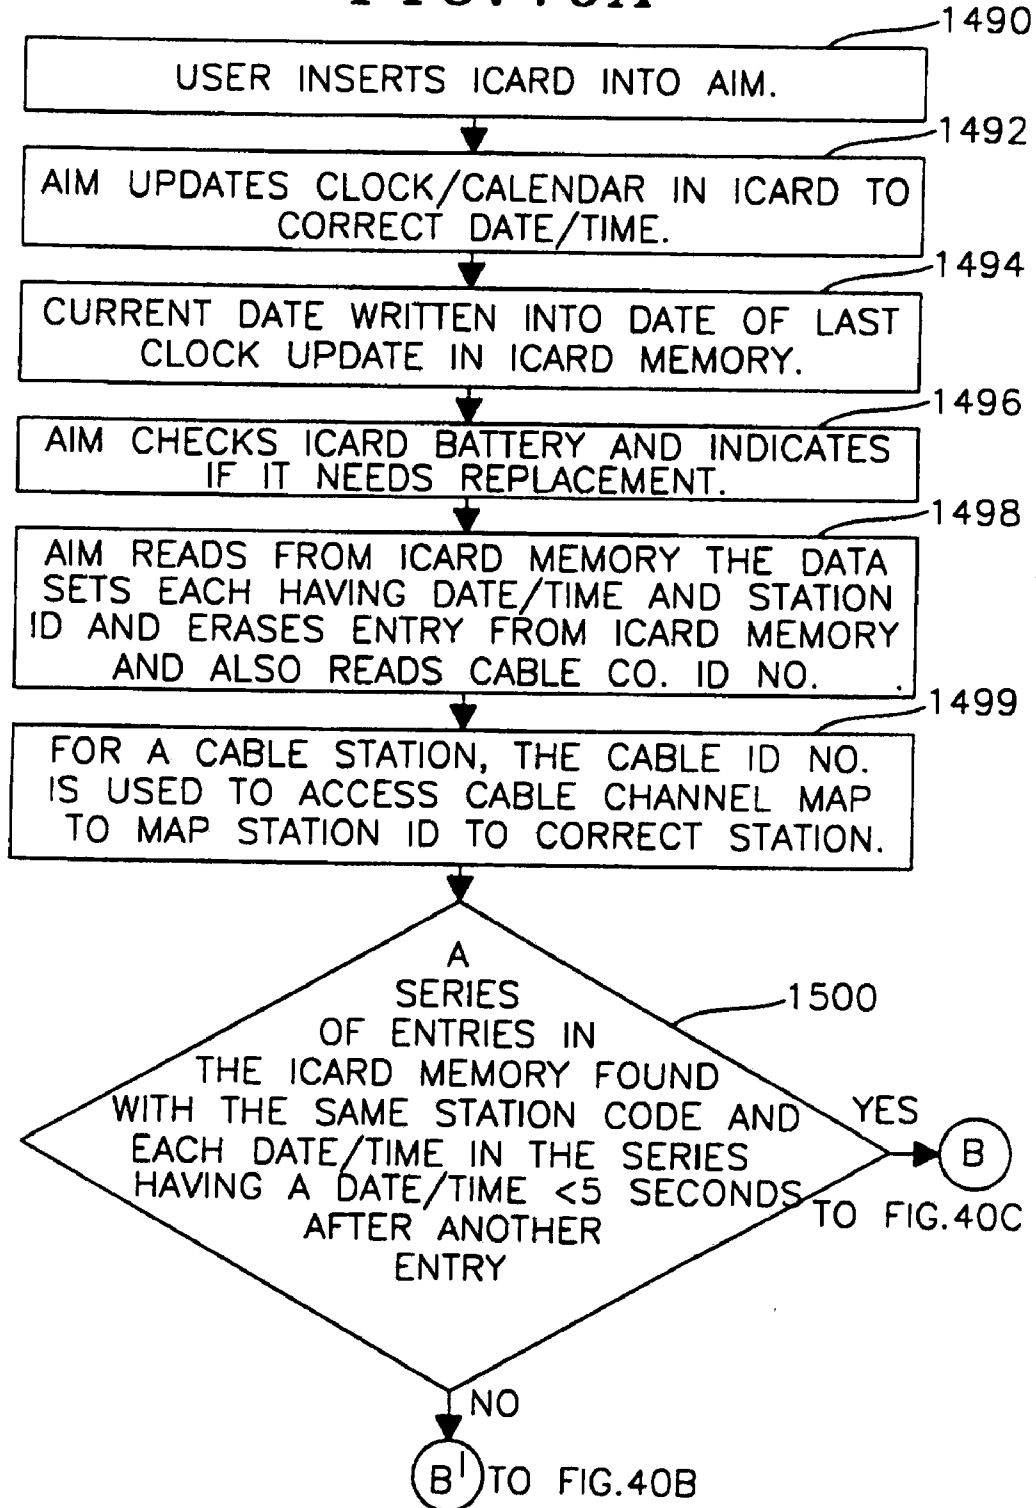 1490
USER INSERTS ICARD INTO AIM.
1492
AIM UPDATES CLOCK/CALENDAR IN ICARD TO
CORRECT DATE/TIME.
1494
CURRENT DATE WRITTEN INTO DATE OF LAST
CLOCK UPDATE IN ICARD MEMORY.
1496
AIM CHECKS ICARD BATTERY AND INDICATES
IF IT NEEDS REPLACEMENT.
1498
AIM READS FROM ICARD MEMORY THE DATA
SETS EACH HAVING DATE/TIME AND STATION
ID AND ERASES ENTRY FROM ICARD MEMORY
AND ALSO READS CABLE CO. ID NO.
1499
FOR A CABLE STATION, THE CABLE ID NO.
IS USED TO ACCESS CABLE CHANNEL MAP
TO MAP STATION ID TO CORRECT STATION.
1500
A
SERIES
OF ENTRIES IN
THE ICARD MEMORY FOUND
WITH THE SAME STATION CODE AND
EACH DATE/TIME IN THE SERIES
HAVING A DATE/TIME <5 SECONDS
AFTER ANOTHER
ENTRY
YES
B
TO FIG.40C
NO
B' TO FIG.40B